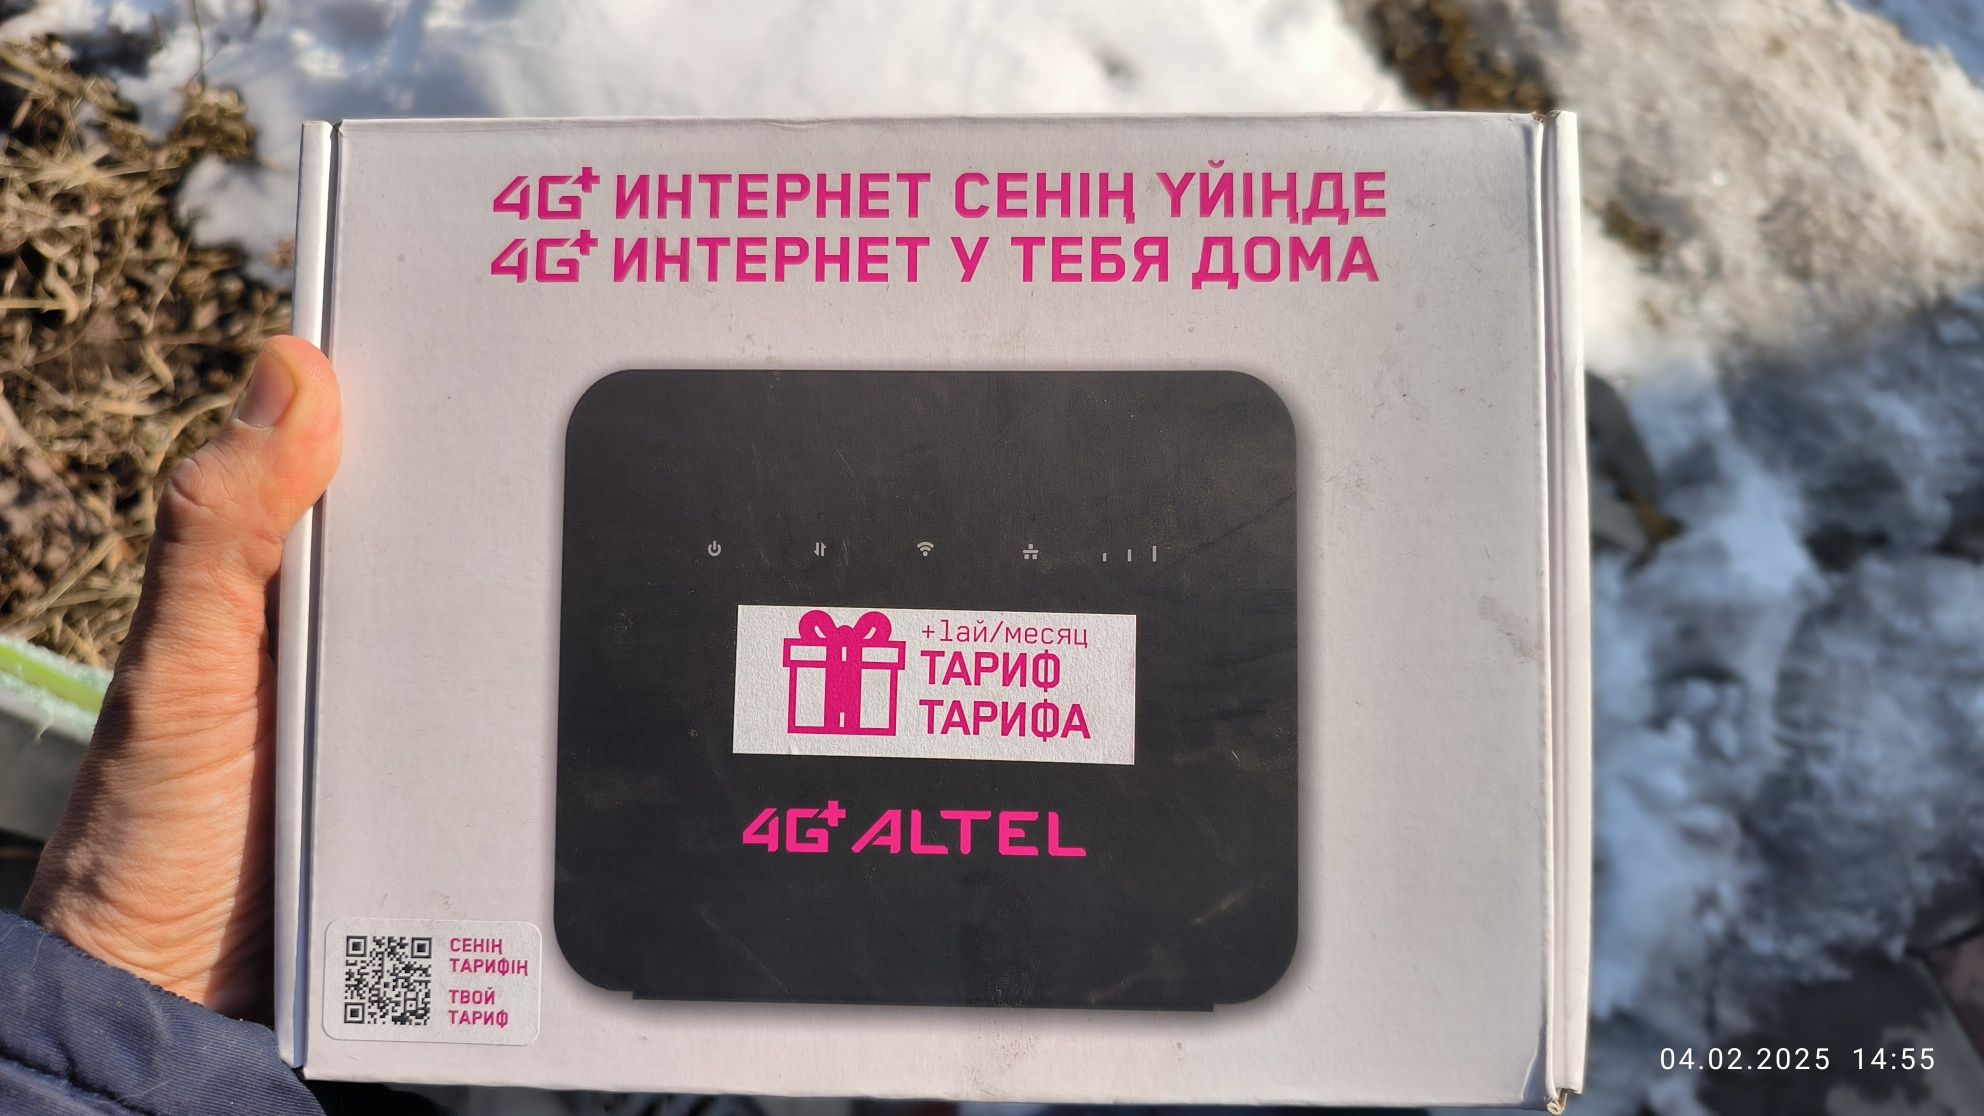 4G+ ИНТЕРНЕТ СЕНІҢ ҮЙІҢДЕ
4G+ ИНТЕРНЕТ У ТЕБЯ ДОМА
+1ай/месяц
ТАРИФ
ТАРИФА
4G+ ALTEL
СЕНІҢ
ТАРИФІҢ
ТВОЙ
ТАРИФ
04.02.2025 14:55